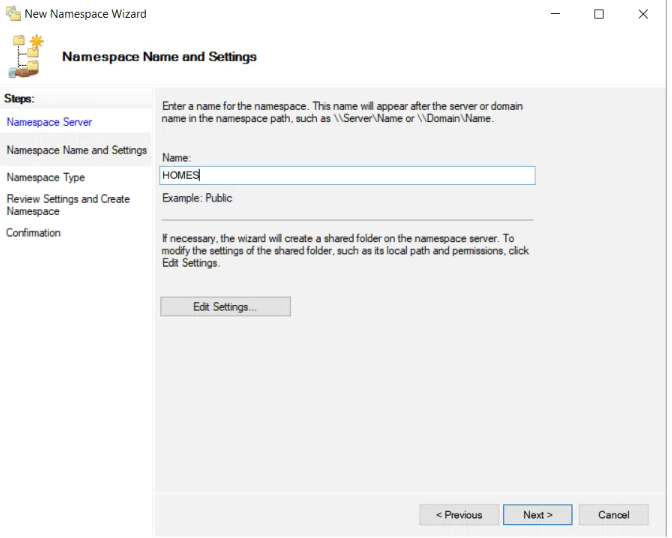 New Namespace Wizard
Namespace Name and Settings
Steps:
Namespace Server
Namespace Name and Settings
Namespace Type
Review Settings and Create
Namespace
Confirmation
Enter a name for the namespace. This name will appear after the server or domain
name in the namespace path, such as \\Server\Name or \\Domain\Name.
Name:
HOMES
Example: Public
If necessary, the wizard will create a shared folder on the namespace server. To
modify the settings of the shared folder, such as its local path and permissions, click
Edit Settings.
Edit Settings...
< Previous
Next >
Cancel